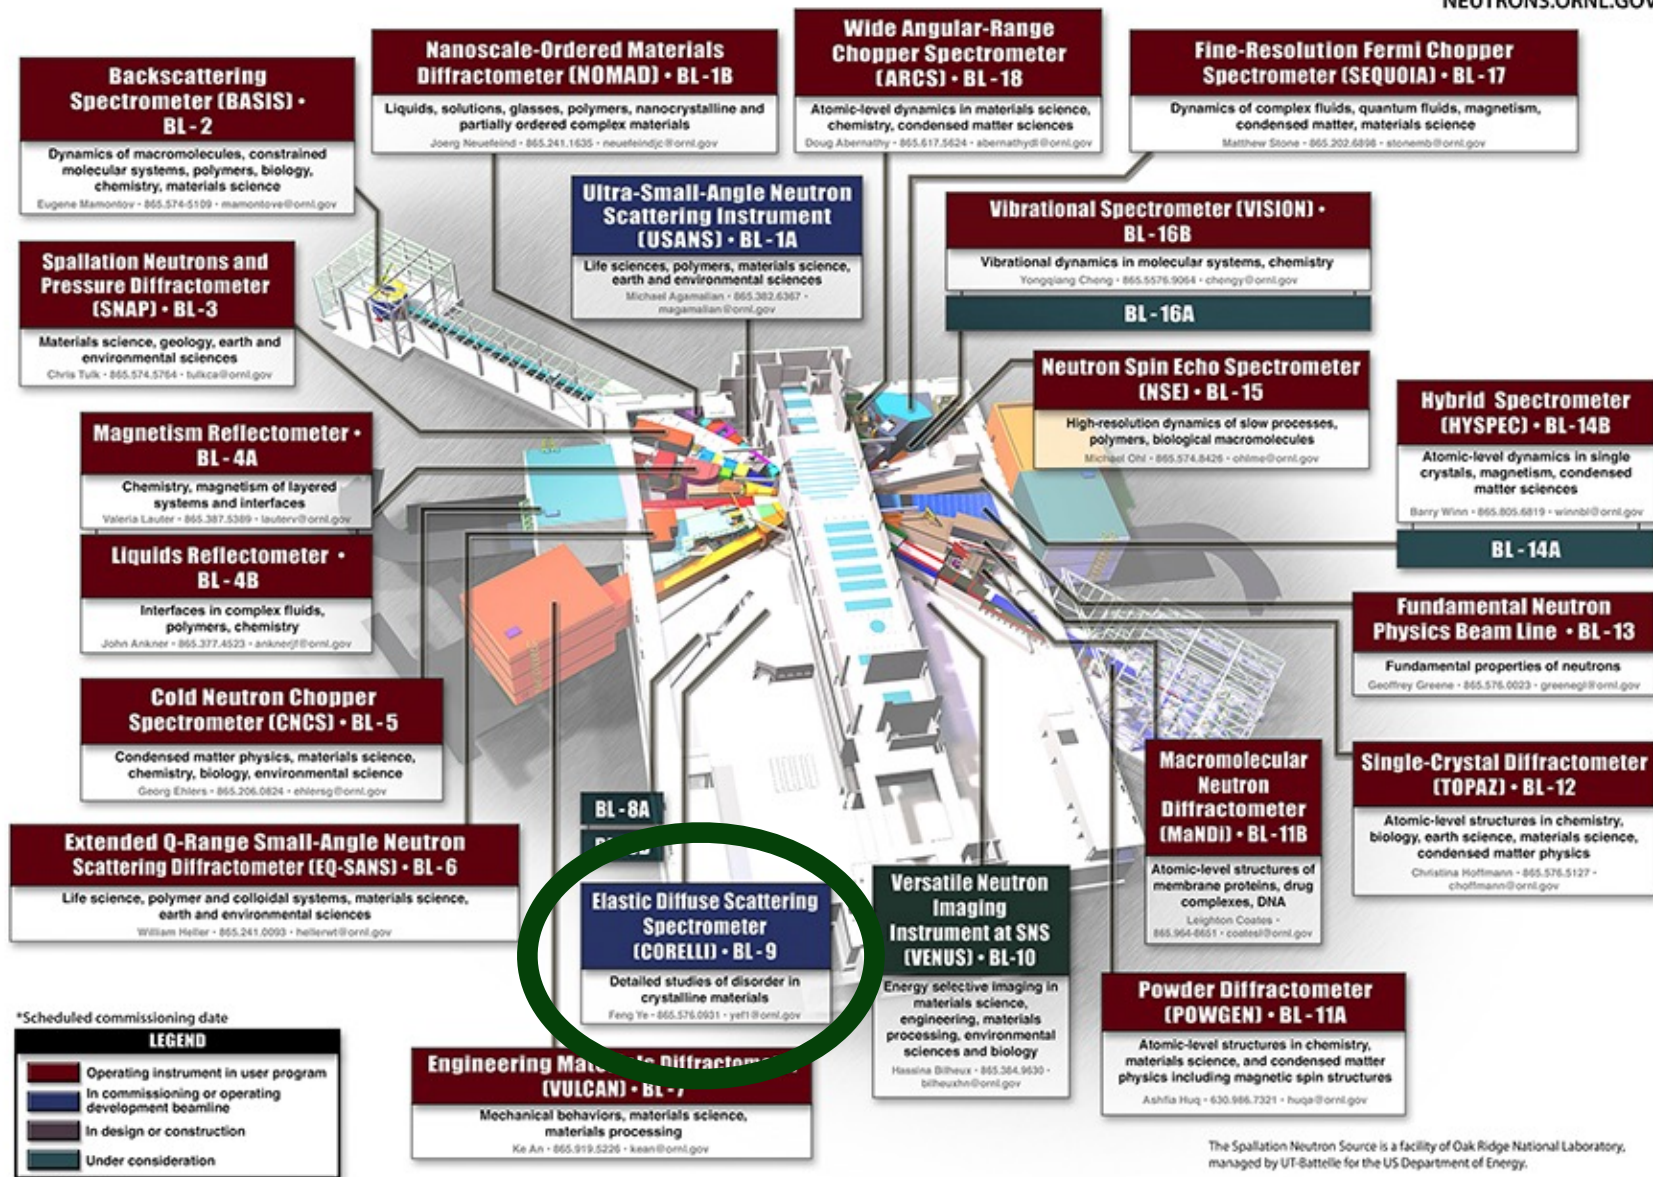 NEUTRONS.ORNL.GOV
Backscattering
Spectrometer (BASIS) •
BL-2
Dynamics of macromolecules, constrained
molecular systems, polymers, biology,
chemistry, materials science
Eugene Mamontov • 865.574-5109 • mamontove@ornl.gov
Nanoscale-Ordered Materials
Diffractometer (NOMAD) • BL-1B
Liquids, solutions, glasses, polymers, nanocrystalline and
partially ordered complex materials
Joerg Neuefeind • 865.241.1635 • neuefeindjc@ornl.gov
Wide Angular-Range
Chopper Spectrometer
(ARCS) • BL-18
Atomic-level dynamics in materials science,
chemistry, condensed matter sciences
Doug Abernathy • 865.617.5624 • abernathydl@ornl.gov
Fine-Resolution Fermi Chopper
Spectrometer (SEQUOIA) • BL-17
Dynamics of complex fluids, quantum fluids, magnetism,
condensed matter, materials science
Matthew Stone • 865.202.6898 • stonemb@ornl.gov
Ultra-Small-Angle Neutron
Scattering Instrument
(USANS) • BL-1A
Life sciences, polymers, materials science,
earth and environmental sciences
Michael Agamalian • 865.382.6367 •
magamalian@ornl.gov
Vibrational Spectrometer (VISION) •
BL-16B
Vibrational dynamics in molecular systems, chemistry
Yongqiang Cheng • 865.5576.9064 • chengy@ornl.gov
BL-16A
Spallation Neutrons and
Pressure Diffractometer
(SNAP) • BL-3
Materials science, geology, earth and
environmental sciences
Chris Tulk • 865.574.5764 • tulkca@ornl.gov
Neutron Spin Echo Spectrometer
(NSE) • BL-15
High-resolution dynamics of slow processes,
polymers, biological macromolecules
Michael Ohl • 865.574.8426 • ohlme@ornl.gov
Hybrid Spectrometer
(HYSPEC) • BL-14B
Atomic-level dynamics in single
crystals, magnetism, condensed
matter sciences
Barry Winn • 865.805.6819 • winnbl@ornl.gov
BL-14A
Magnetism Reflectometer •
BL-4A
Chemistry, magnetism of layered
systems and interfaces
Valeria Lauter • 865.387.5389 • lauterv@ornl.gov
Liquids Reflectometer •
BL-4B
Interfaces in complex fluids,
polymers, chemistry
John Ankner • 865.377.4523 • anknerjf@ornl.gov
Fundamental Neutron
Physics Beam Line • BL-13
Fundamental properties of neutrons
Geoffrey Greene • 865.576.0023 • greenegl@ornl.gov
Cold Neutron Chopper
Spectrometer (CNCS) • BL-5
Condensed matter physics, materials science,
chemistry, biology, environmental science
Georg Ehlers • 865.206.0824 • ehlersg@ornl.gov
Macromolecular
Neutron
Diffractometer
(MaNDi) • BL-11B
Atomic-level structures of
membrane proteins, drug
complexes, DNA
Leighton Coates •
865.964-8651 • coatesl@ornl.gov
Single-Crystal Diffractometer
(TOPAZ) • BL-12
Atomic-level structures in chemistry,
biology, earth science, materials science,
condensed matter physics
Christina Hoffmann • 865.576.5127 •
choffmann@ornl.gov
Extended Q-Range Small-Angle Neutron
Scattering Diffractometer (EQ-SANS) • BL-6
Life science, polymer and colloidal systems, materials science,
earth and environmental sciences
William Heller • 865.241.0093 • hellerwt@ornl.gov
BL-8A
Elastic Diffuse Scattering
Spectrometer
(CORELLI) • BL-9
Detailed studies of disorder in
crystalline materials
Feng Ye • 865.576.0931 • yef1@ornl.gov
Versatile Neutron
Imaging
Instrument at SNS
(VENUS) • BL-10
Energy selective imaging in
materials science,
engineering, materials
processing, environmental
sciences and biology
Hassina Bilheux • 865.384.9630 •
bilheuxhn@ornl.gov
Powder Diffractometer
(POWGEN) • BL-11A
Atomic-level structures in chemistry,
materials science, and condensed matter
physics including magnetic spin structures
Ashfia Huq • 630.986.7321 • huqa@ornl.gov
Engineering Materials Diffractometer
(VULCAN) • BL-7
Mechanical behaviors, materials science,
materials processing
Ke An • 865.919.5226 • kean@ornl.gov
*Scheduled commissioning date
LEGEND
Operating instrument in user program
In commissioning or operating
development beamline
In design or construction
Under consideration
The Spallation Neutron Source is a facility of Oak Ridge National Laboratory,
managed by UT-Battelle for the US Department of Energy.